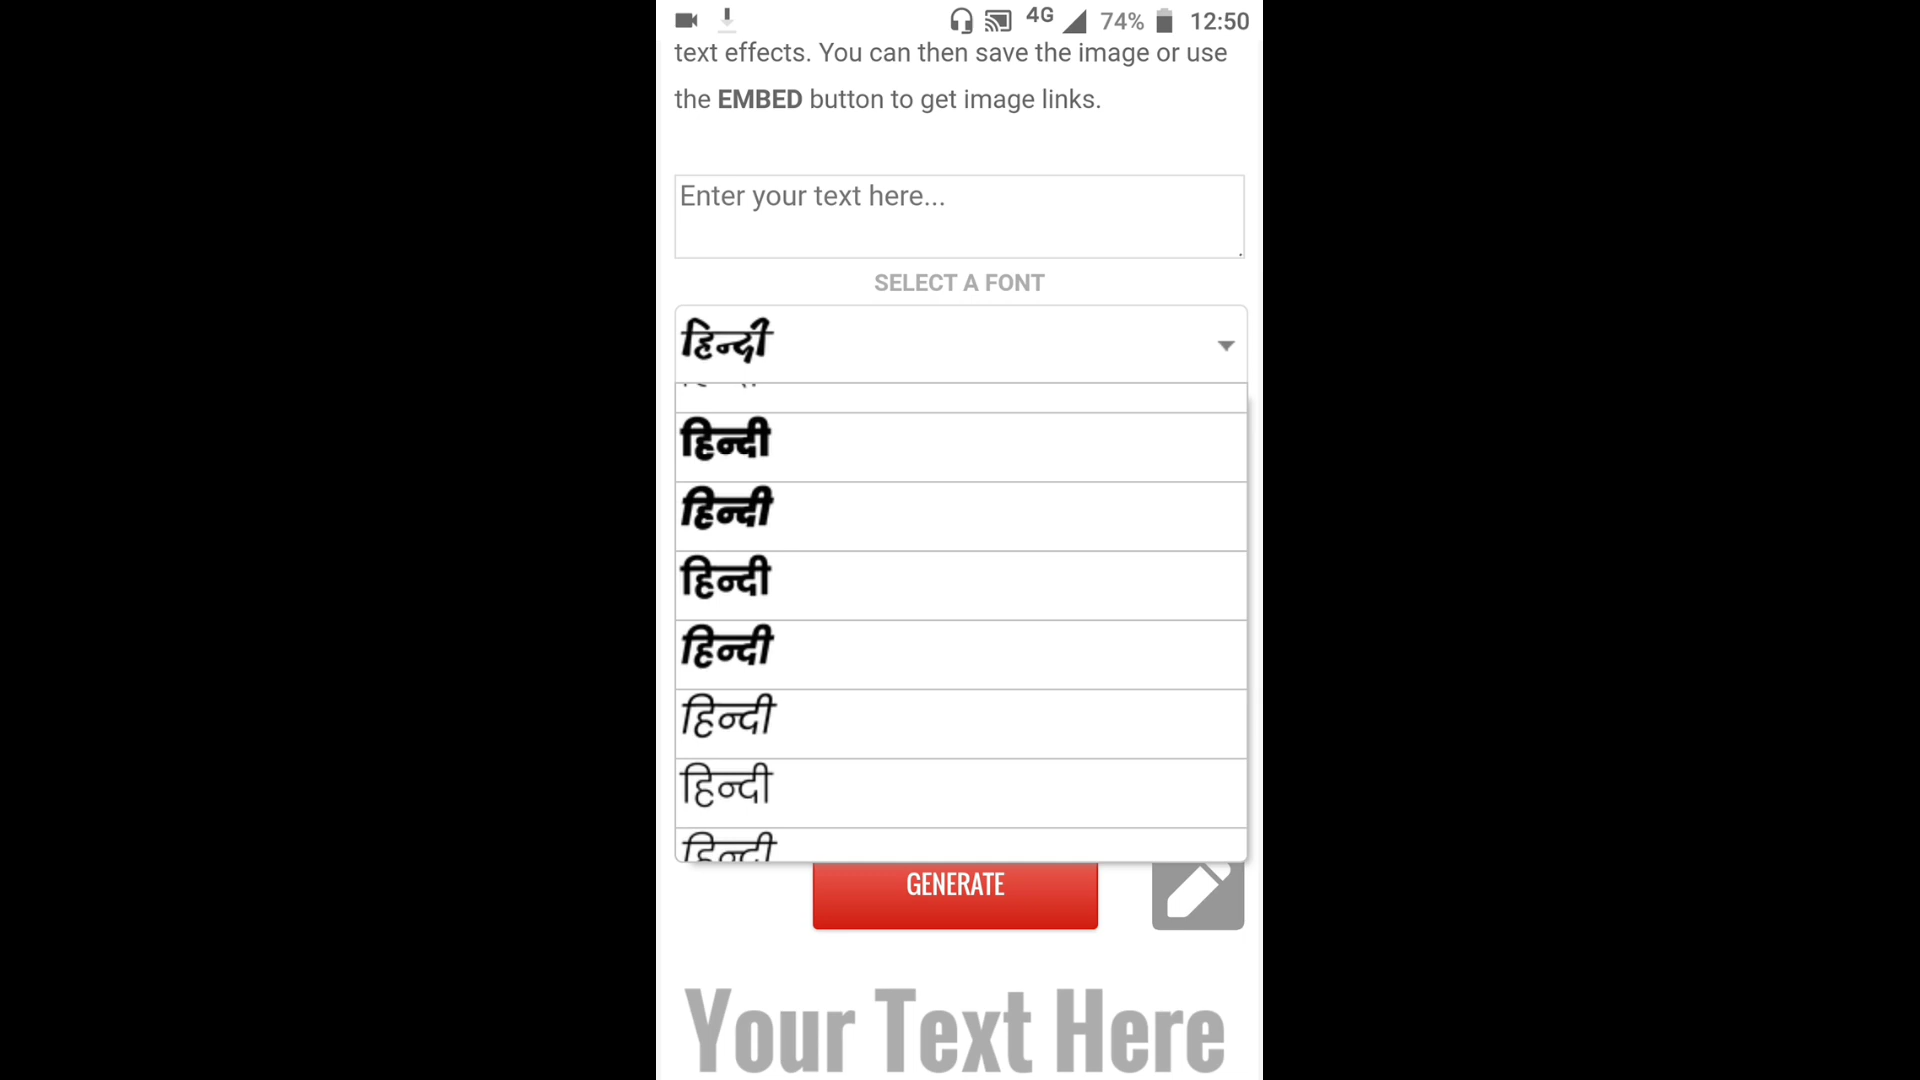 4G 74% 12:50
text effects. You can then save the image or use
the EMBED button to get image links.
Enter your text here...
SELECT A FONT
हिन्दी
हिन्दी
हिन्दी
हिन्दी
हिन्दी
हिन्दी
हिन्दी
हिन्दी
GENERATE
Your Text Here